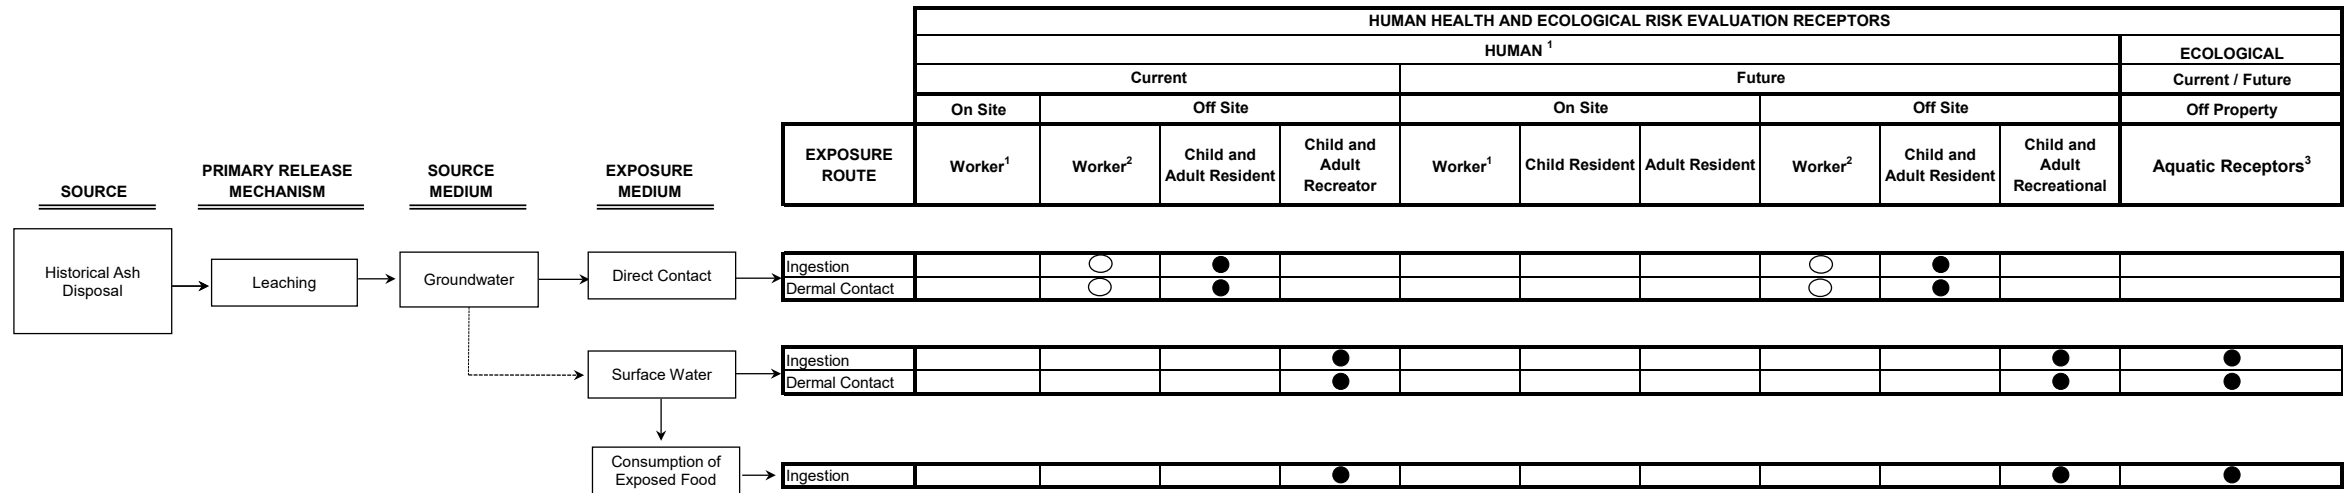 HUMAN HEALTH AND ECOLOGICAL RISK EVALUATION RECEPTORS
HUMAN 1
ECOLOGICAL
Current
Future
Current / Future
On Site
Off Site
On Site
Off Site
Off Property
SOURCE
PRIMARY RELEASE
MECHANISM
SOURCE
MEDIUM
EXPOSURE
MEDIUM
EXPOSURE
ROUTE
Worker1
Worker2
Child and
Adult Resident
Child and
Adult
Recreator
Worker1
Child Resident
Adult Resident
Worker2
Child and
Adult Resident
Child and
Adult
Recreational
Aquatic Receptors3
Historical Ash
Disposal
Leaching
Groundwater
Direct Contact
Ingestion
Dermal Contact
Surface Water
Ingestion
Dermal Contact
Consumption of
Exposed Food
Ingestion